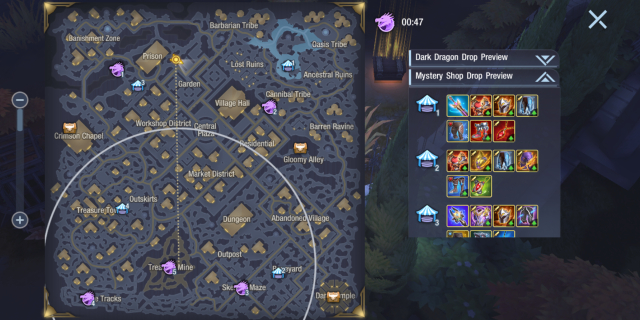 00:47
Barbarian Tribe
Banishment Zone
Oasis Tribe
Prison
Lost Ruins
Ancestral Ruins
Garden
Cannibal Tribe
Village Hall
Workshop District
Central
Plaza
Barren Ravine
Crimson Chapel
Residential
Gloomy Alley
Market District
Outskirts
Dungeon
Abandoned Village
Outpost
Mine
Maze
Tracks
Dark Dragon Drop Preview
Mystery Shop Drop Preview
1
2
3